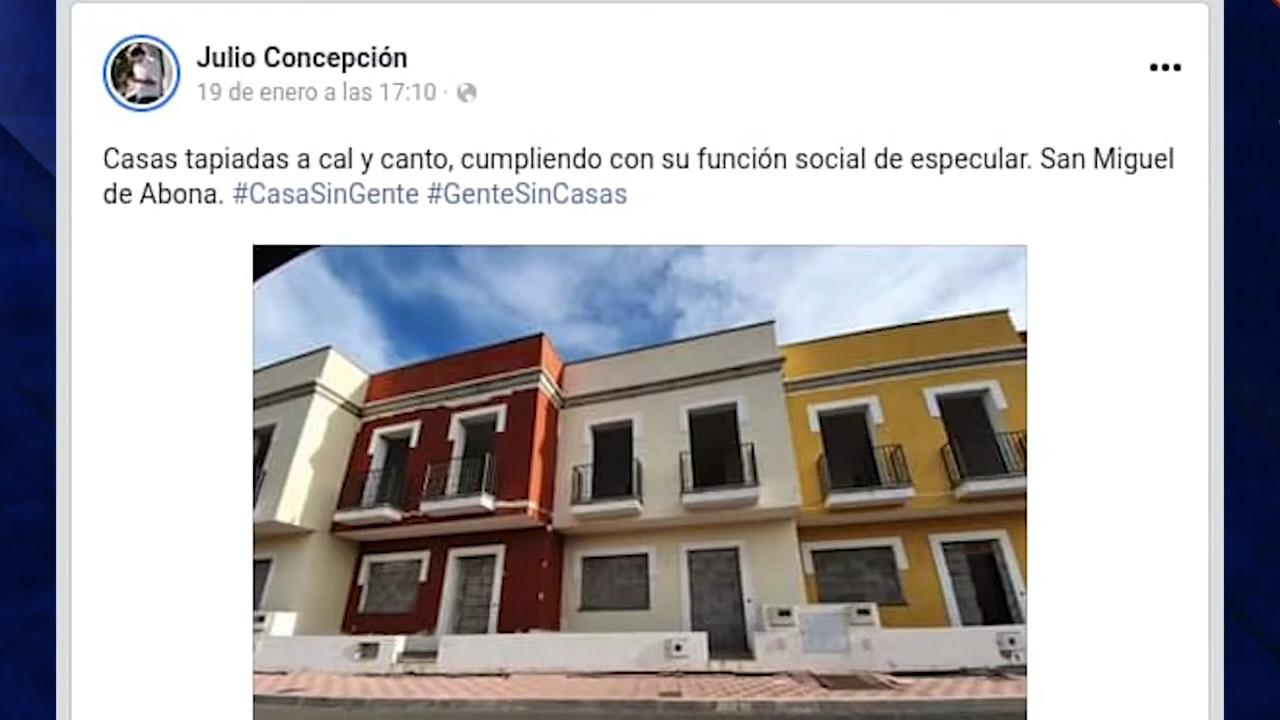 Julio Concepción
19 de enero a las 17:10 ·
Casas tapiadas a cal y canto, cumpliendo con su función social de especular. San Miguel
de Abona. #CasaSinGente #GenteSinCasas